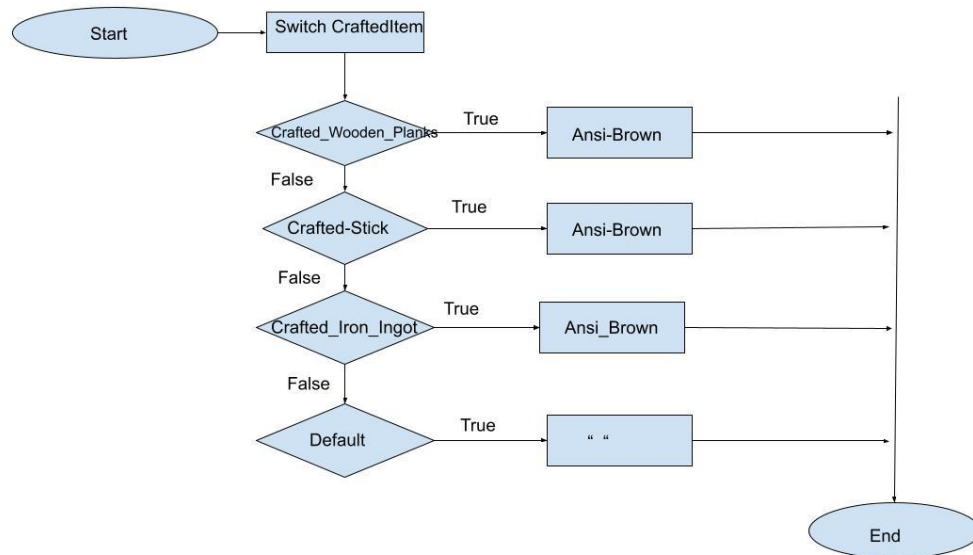 Start
Switch CraftedItem
Crafted_Wooden_Planks
True
Ansi-Brown
False
Crafted-Stick
True
Ansi-Brown
False
Crafted_Iron_Ingot
True
Ansi_Brown
False
Default
True
“ “
End